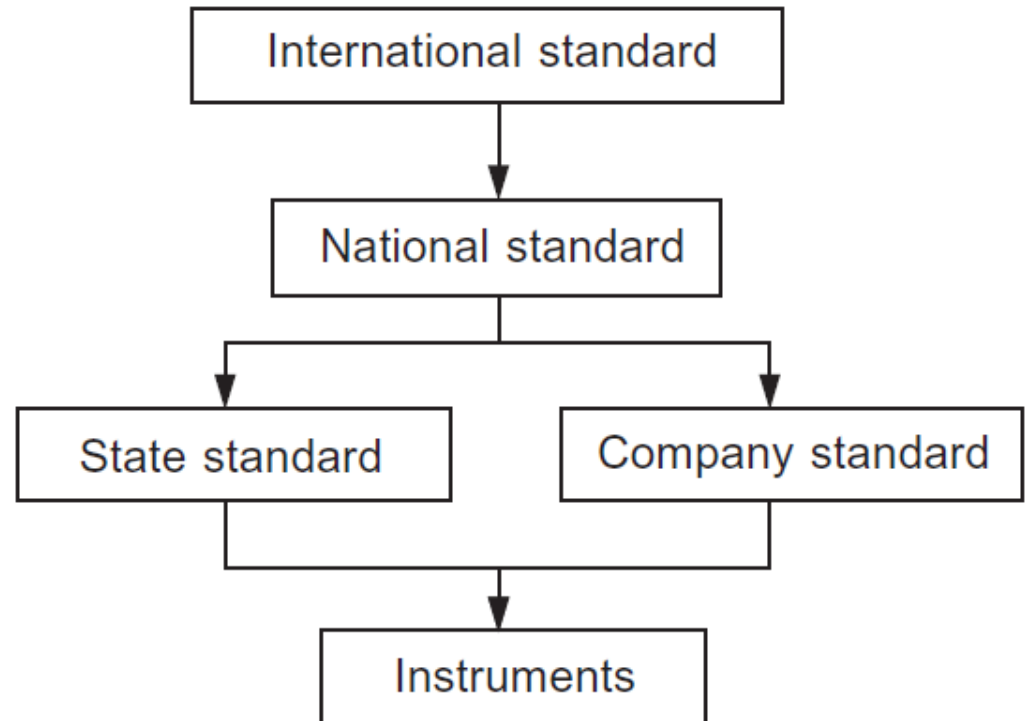 International standard
National standard
State standard
Company standard
Instruments